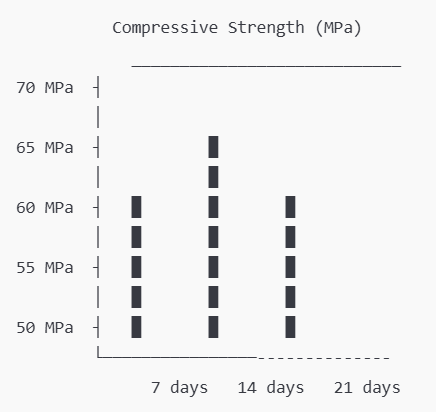 Compressive Strength (MPa)
70 MPa
65 MPa
60 MPa
55 MPa
50 MPa
7 days 14 days 21 days